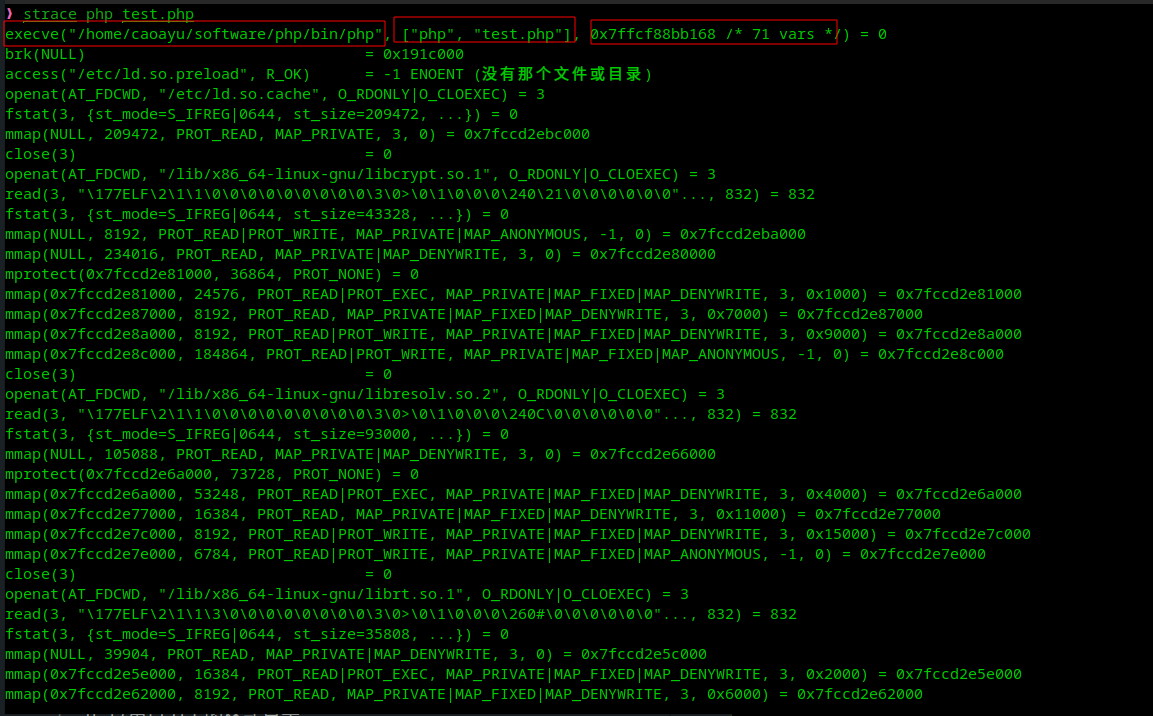 ❱ strace php test.php
execve("/home/caoayu/software/php/bin/php", ["php", "test.php"], 0x7ffcf88bb168 /* 71 vars */) = 0
brk(NULL)                               = 0x191c000
access("/etc/ld.so.preload", R_OK)      = -1 ENOENT (没有那个文件或目录)
openat(AT_FDCWD, "/etc/ld.so.cache", O_RDONLY|O_CLOEXEC) = 3
fstat(3, {st_mode=S_IFREG|0644, st_size=209472, ...}) = 0
mmap(NULL, 209472, PROT_READ, MAP_PRIVATE, 3, 0) = 0x7fccd2ebc000
close(3)                                = 0
openat(AT_FDCWD, "/lib/x86_64-linux-gnu/libcrypt.so.1", O_RDONLY|O_CLOEXEC) = 3
read(3, "\177ELF\2\1\1\0\0\0\0\0\0\0\0\0\3\0>\0\1\0\0\0\240\21\0\0\0\0\0\0"..., 832) = 832
fstat(3, {st_mode=S_IFREG|0644, st_size=43328, ...}) = 0
mmap(NULL, 8192, PROT_READ|PROT_WRITE, MAP_PRIVATE|MAP_ANONYMOUS, -1, 0) = 0x7fccd2eba000
mmap(NULL, 234016, PROT_READ, MAP_PRIVATE|MAP_DENYWRITE, 3, 0) = 0x7fccd2e80000
mprotect(0x7fccd2e81000, 36864, PROT_NONE) = 0
mmap(0x7fccd2e81000, 24576, PROT_READ|PROT_EXEC, MAP_PRIVATE|MAP_FIXED|MAP_DENYWRITE, 3, 0x1000) = 0x7fccd2e81000
mmap(0x7fccd2e87000, 8192, PROT_READ, MAP_PRIVATE|MAP_FIXED|MAP_DENYWRITE, 3, 0x7000) = 0x7fccd2e87000
mmap(0x7fccd2e8a000, 8192, PROT_READ|PROT_WRITE, MAP_PRIVATE|MAP_FIXED|MAP_DENYWRITE, 3, 0x9000) = 0x7fccd2e8a000
mmap(0x7fccd2e8c000, 184864, PROT_READ|PROT_WRITE, MAP_PRIVATE|MAP_FIXED|MAP_ANONYMOUS, -1, 0) = 0x7fccd2e8c000
close(3)                                = 0
openat(AT_FDCWD, "/lib/x86_64-linux-gnu/libresolv.so.2", O_RDONLY|O_CLOEXEC) = 3
read(3, "\177ELF\2\1\1\0\0\0\0\0\0\0\0\0\3\0>\0\1\0\0\0\240C\0\0\0\0\0\0"..., 832) = 832
fstat(3, {st_mode=S_IFREG|0644, st_size=93000, ...}) = 0
mmap(NULL, 105088, PROT_READ, MAP_PRIVATE|MAP_DENYWRITE, 3, 0) = 0x7fccd2e66000
mprotect(0x7fccd2e6a000, 73728, PROT_NONE) = 0
mmap(0x7fccd2e6a000, 53248, PROT_READ|PROT_EXEC, MAP_PRIVATE|MAP_FIXED|MAP_DENYWRITE, 3, 0x4000) = 0x7fccd2e6a000
mmap(0x7fccd2e77000, 16384, PROT_READ, MAP_PRIVATE|MAP_FIXED|MAP_DENYWRITE, 3, 0x11000) = 0x7fccd2e77000
mmap(0x7fccd2e7c000, 8192, PROT_READ|PROT_WRITE, MAP_PRIVATE|MAP_FIXED|MAP_DENYWRITE, 3, 0x15000) = 0x7fccd2e7c000
mmap(0x7fccd2e7e000, 6784, PROT_READ|PROT_WRITE, MAP_PRIVATE|MAP_FIXED|MAP_ANONYMOUS, -1, 0) = 0x7fccd2e7e000
close(3)                                = 0
openat(AT_FDCWD, "/lib/x86_64-linux-gnu/librt.so.1", O_RDONLY|O_CLOEXEC) = 3
read(3, "\177ELF\2\1\1\3\0\0\0\0\0\0\0\0\3\0>\0\1\0\0\0\260#\0\0\0\0\0\0"..., 832) = 832
fstat(3, {st_mode=S_IFREG|0644, st_size=35808, ...}) = 0
mmap(NULL, 39904, PROT_READ, MAP_PRIVATE|MAP_DENYWRITE, 3, 0) = 0x7fccd2e5c000
mmap(0x7fccd2e5e000, 16384, PROT_READ|PROT_EXEC, MAP_PRIVATE|MAP_FIXED|MAP_DENYWRITE, 3, 0x2000) = 0x7fccd2e5e000
mmap(0x7fccd2e62000, 8192, PROT_READ, MAP_PRIVATE|MAP_FIXED|MAP_DENYWRITE, 3, 0x6000) = 0x7fccd2e62000